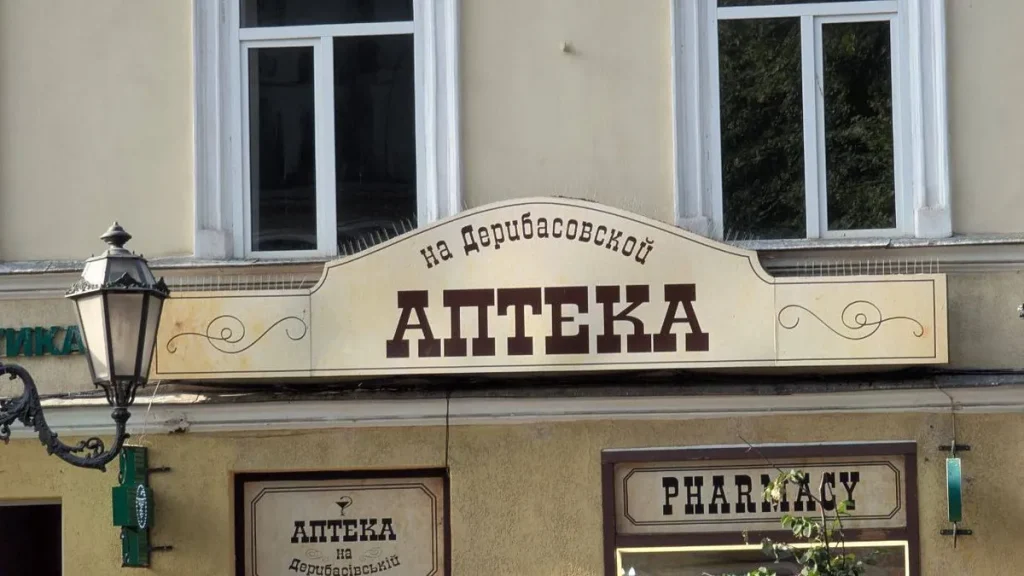 на Дерибасовской
АПТЕКА
ТИКА
АПТЕКА
на
Дерибасівській
PHARMACY